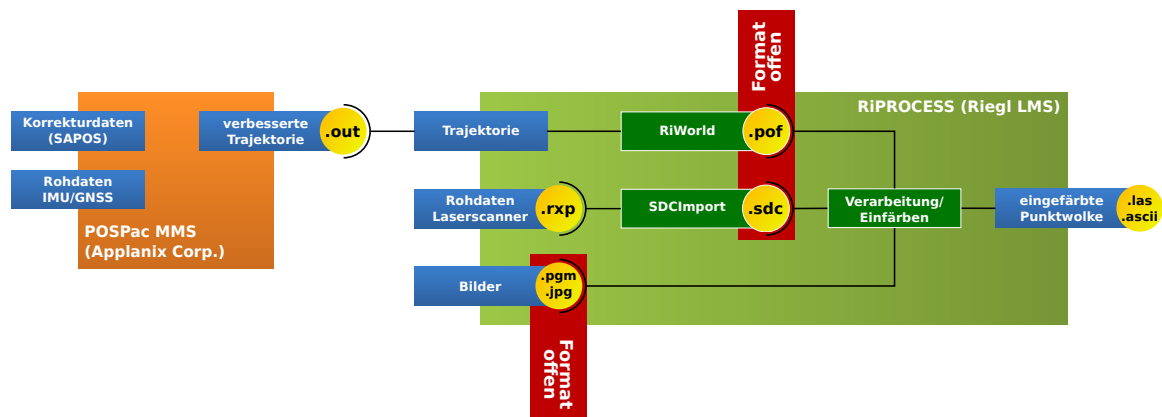 Format
offen
RiPROCESS (Riegl LMS)
Korrekturdaten
(SAPOS)
verbesserte
Trajektorie
.out
Trajektorie
RiWorld
.pof
Rohdaten
IMU/GNSS
Rohdaten
Laserscanner
.rxp
SDCImport
.sdc
Verarbeitung/
Einfärben
eingefärbte
Punktwolke
.las
.ascii
POSPac MMS
(Applanix Corp.)
Bilder
.pgm
.jpg
Format
offen